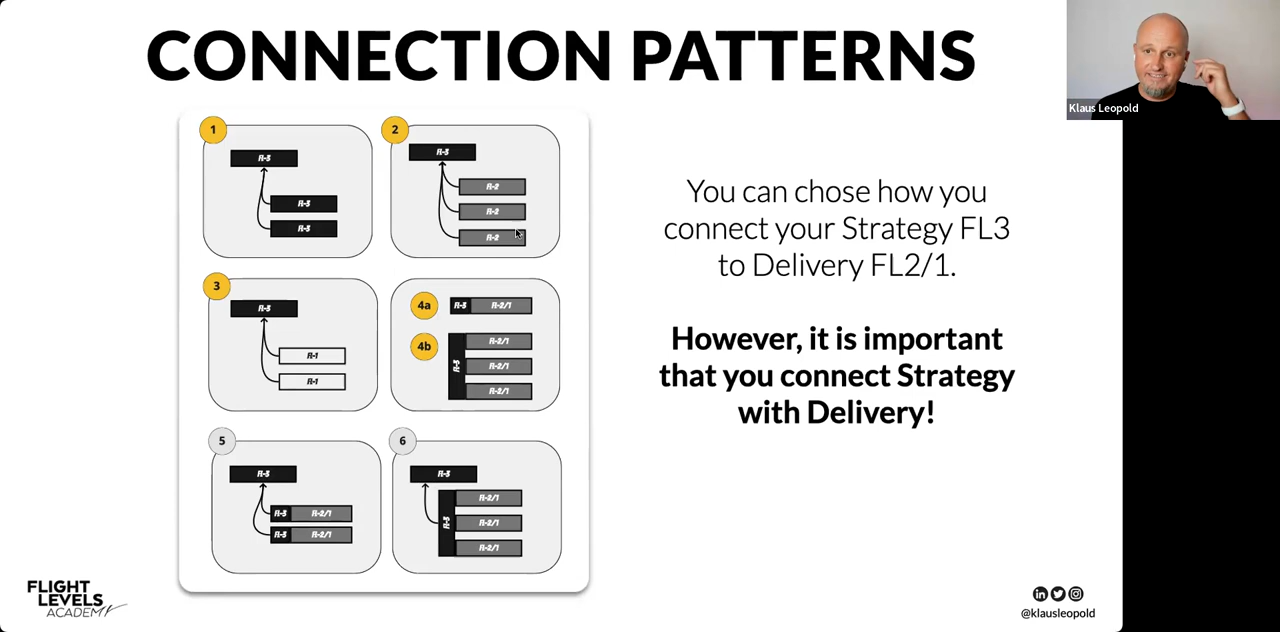 CONNECTION PATTERNS
Klaus Leopold
1
FL-3
FL-3
FL-3
2
FL-3
FL-2
FL-2
FL-2
3
FL-3
FL-1
FL-1
4a
FL-3 FL-2/1
4b
FL-3
FL-2/1
FL-2/1
FL-2/1
5
FL-3
FL-3 FL-2/1
FL-3 FL-2/1
6
FL-3
FL-3
FL-2/1
FL-2/1
FL-2/1
You can chose how you
connect your Strategy FL3
to Delivery FL2/1.
However, it is important
that you connect Strategy
with Delivery!
FLIGHT
LEVELS
ACADEMY
in
@klausleopold